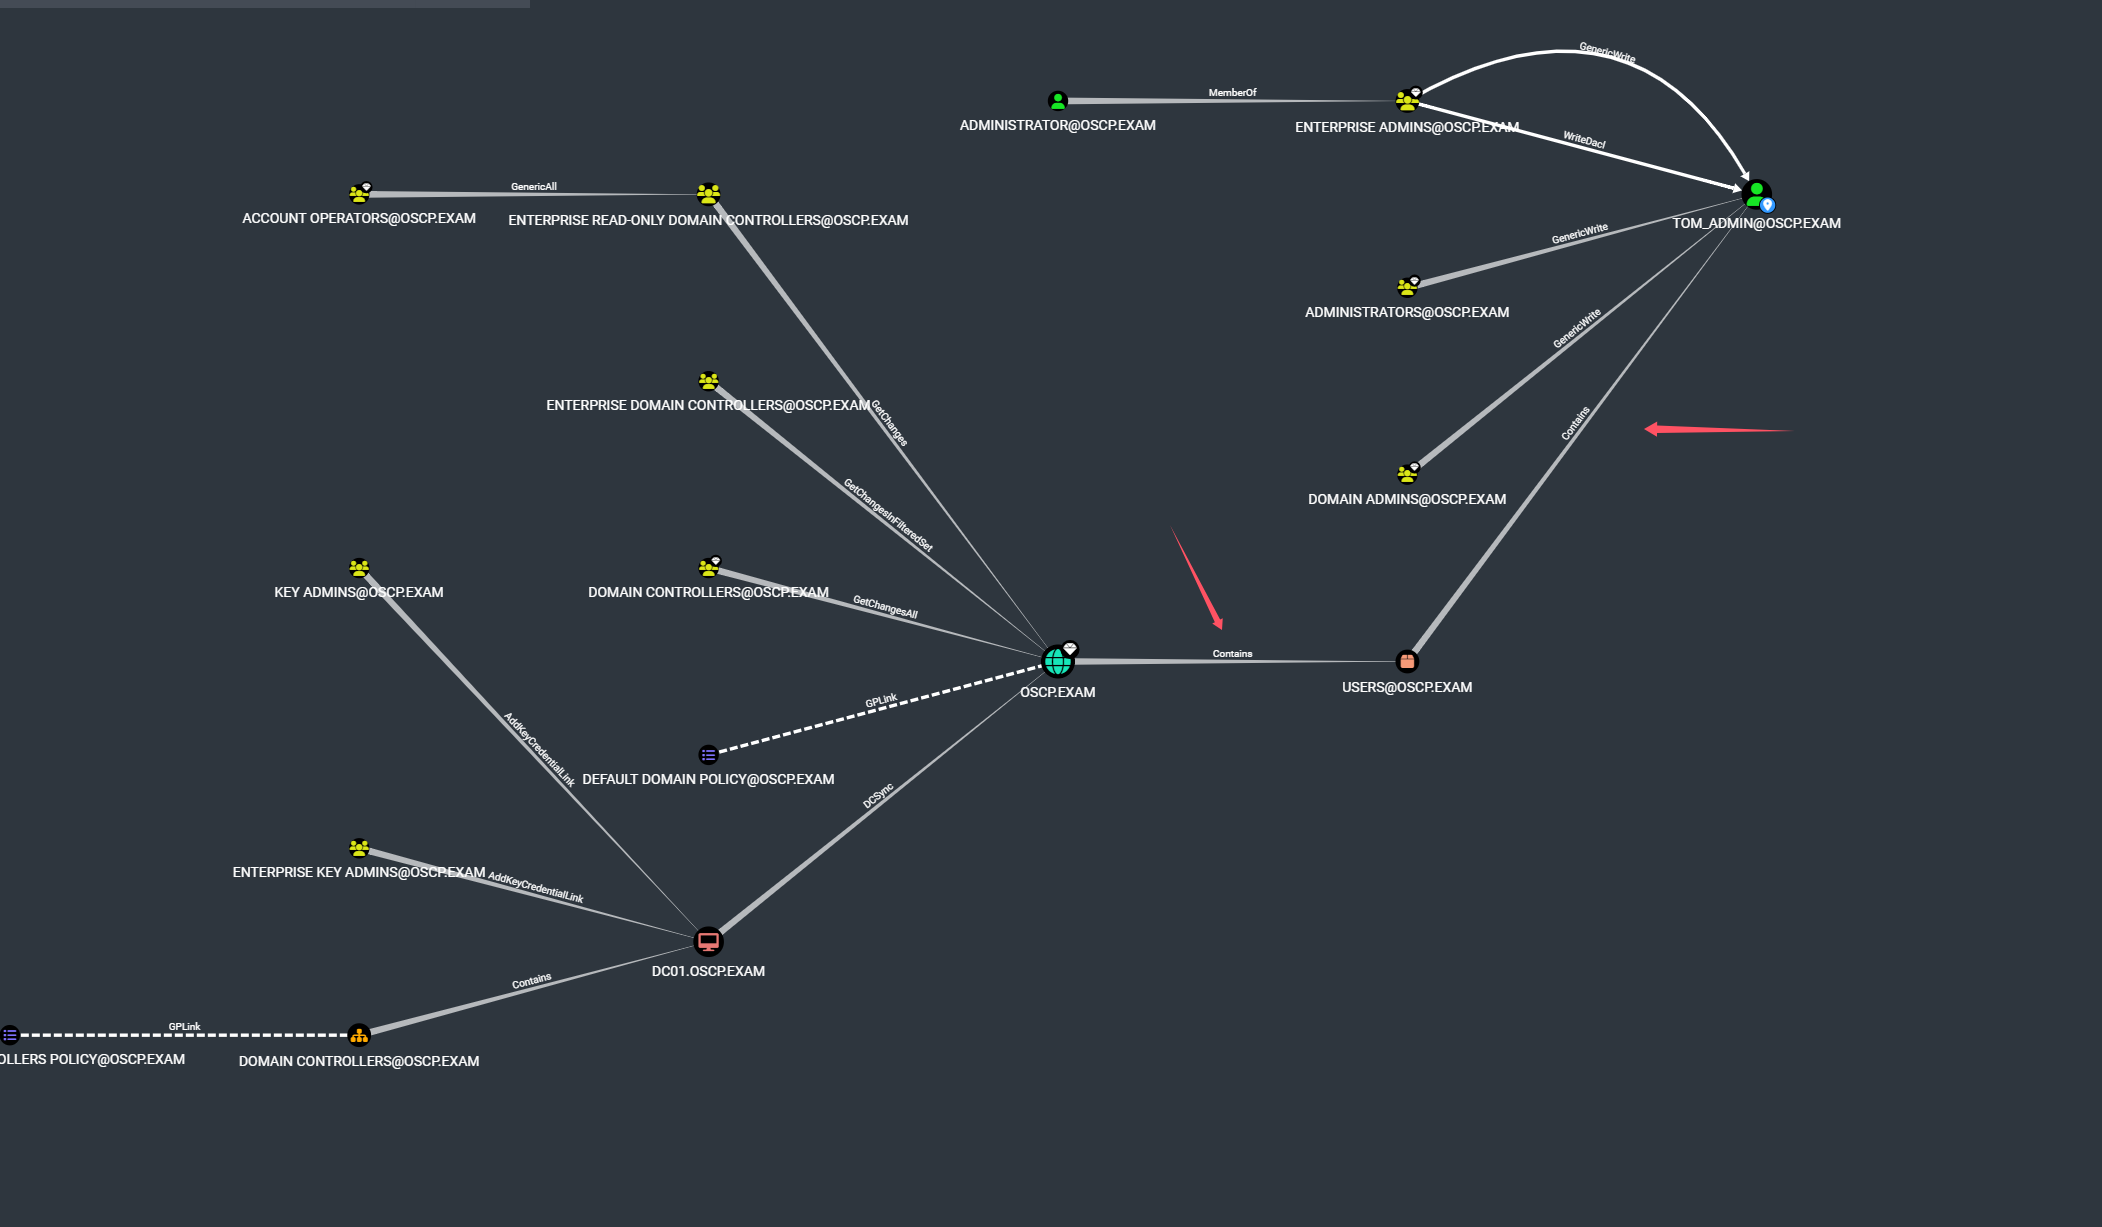 GenericWrite
MemberOf
ADMINISTRATOR@OSCP.EXAM
ENTERPRISE ADMINS@OSCP.EXAM
WriteDacl
GenericAll
ACCOUNT OPERATORS@OSCP.EXAM
ENTERPRISE READ-ONLY DOMAIN CONTROLLERS@OSCP.EXAM
TOM_ADMIN@OSCP.EXAM
GenericWrite
ADMINISTRATORS@OSCP.EXAM
GenericWrite
ENTERPRISE DOMAIN CONTROLLERS@OSCP.EXAM
GetChanges
Contains
DOMAIN ADMINS@OSCP.EXAM
GetChangesInFilteredSet
KEY ADMINS@OSCP.EXAM
DOMAIN CONTROLLERS@OSCP.EXAM
GetChangesAll
Contains
OSCP.EXAM
USERS@OSCP.EXAM
GPLink
AddKeyCredentialLink
DEFAULT DOMAIN POLICY@OSCP.EXAM
DCSync
ENTERPRISE KEY ADMINS@OSCP.EXAM
AddKeyCredentialLink
DC01.OSCP.EXAM
Contains
GPLink
OLLERS POLICY@OSCP.EXAM
DOMAIN CONTROLLERS@OSCP.EXAM